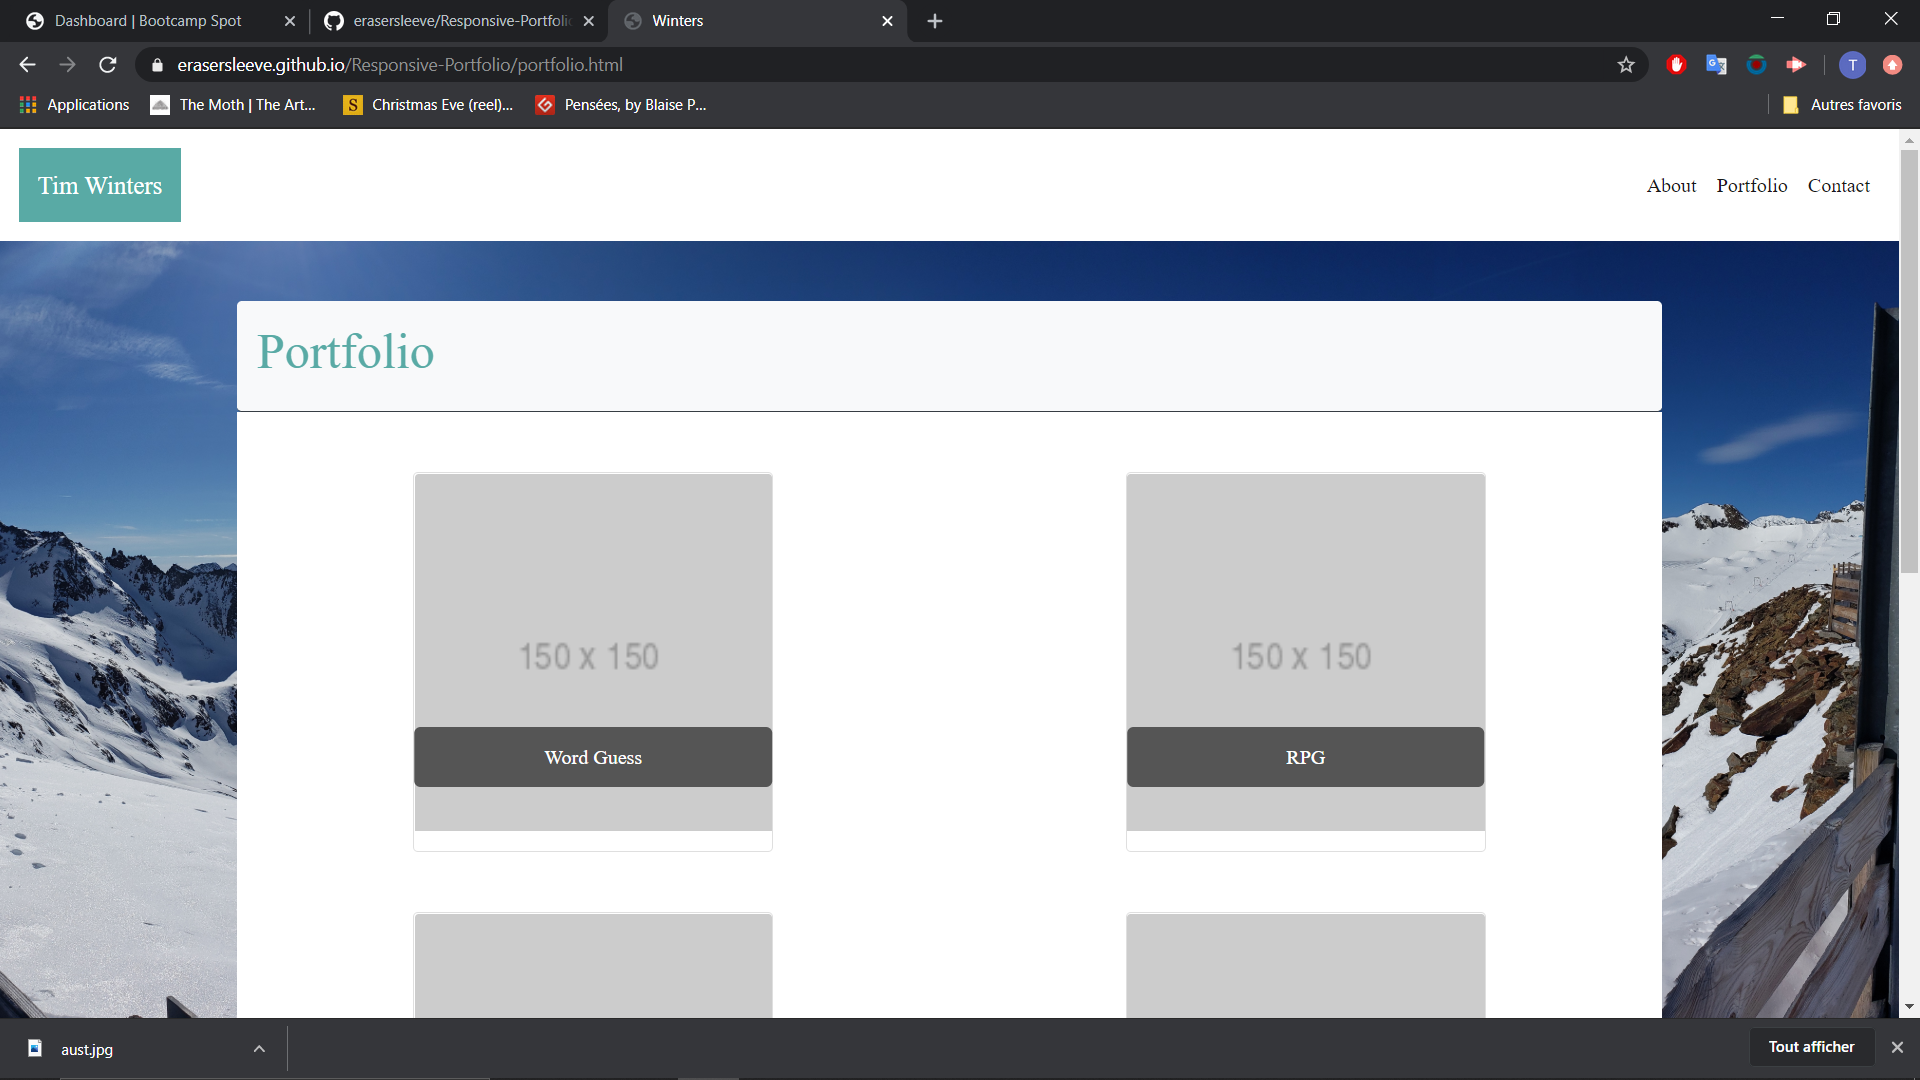 Dashboard | Bootcamp Spot
erasersleeve/Responsive-Portfoli
Winters
erasersleeve.github.io/Responsive-Portfolio/portfolio.html
T
Applications
The Moth | The Art...
S
Christmas Eve (reel)...
Pensées, by Blaise P...
Autres favoris
Tim Winters
About
Portfolio
Contact
Portfolio
150 x 150
150 x 150
Word Guess
RPG
aust.jpg
Tout afficher